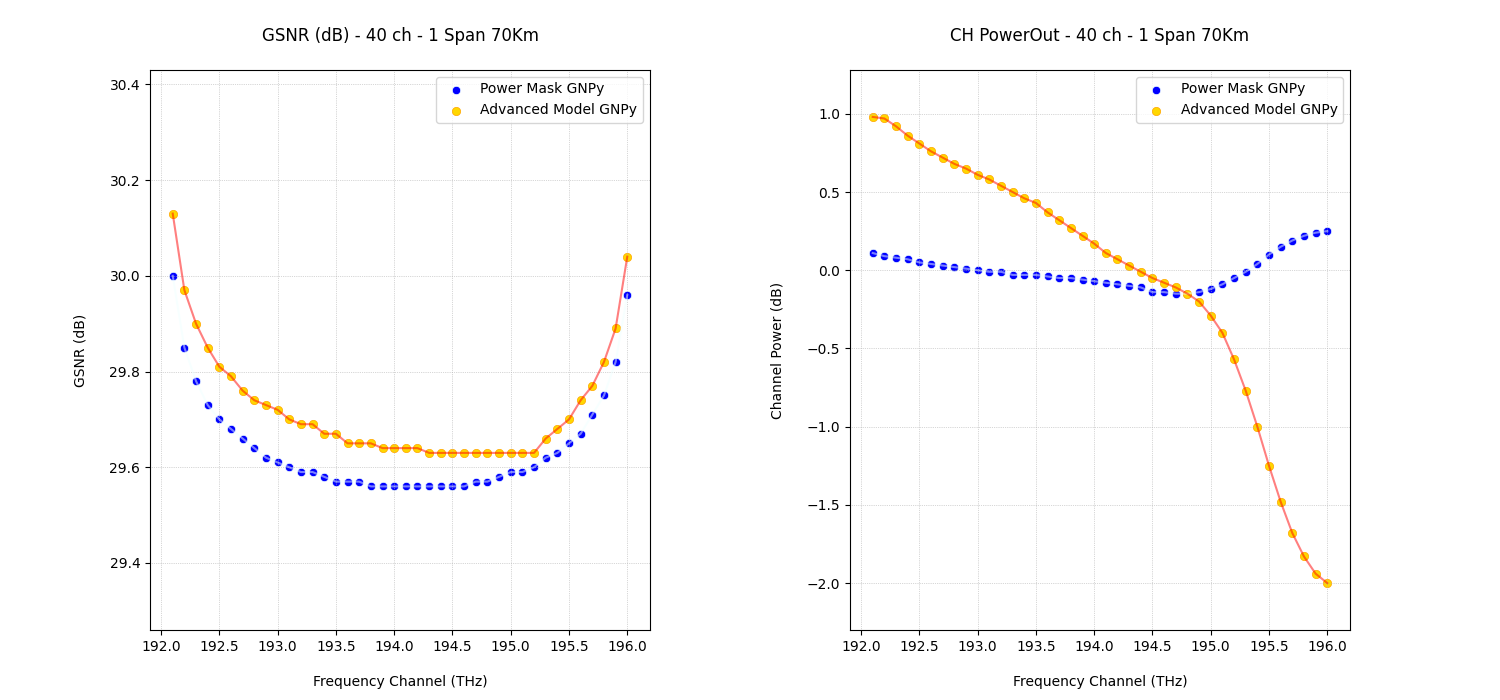 GSNR (dB) - 40 ch - 1 Span 70Km
Power Mask GNPy
Advanced Model GNPy
30.4
30.2
30.0
29.8
29.6
29.4
GSNR (dB)
192.0 192.5 193.0 193.5 194.0 194.5 195.0 195.5 196.0
Frequency Channel (THz)
CH PowerOut - 40 ch - 1 Span 70Km
Power Mask GNPy
Advanced Model GNPy
1.0
0.5
0.0
−0.5
−1.0
−1.5
−2.0
Channel Power (dB)
192.0 192.5 193.0 193.5 194.0 194.5 195.0 195.5 196.0
Frequency Channel (THz)